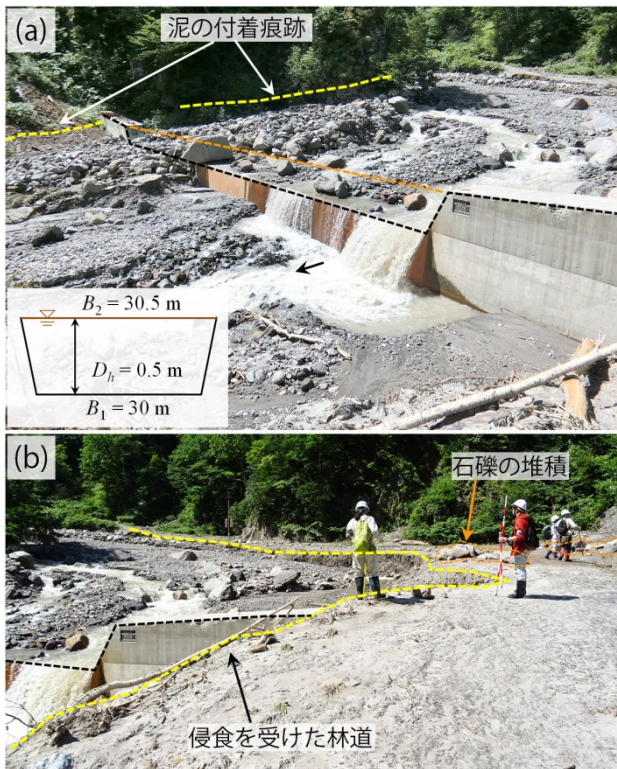 (a)
泥の付着痕跡
B₂ = 30.5 m
Dₕ = 0.5 m
B₁ = 30 m
(b)
石礫の堆積
侵食を受けた林道